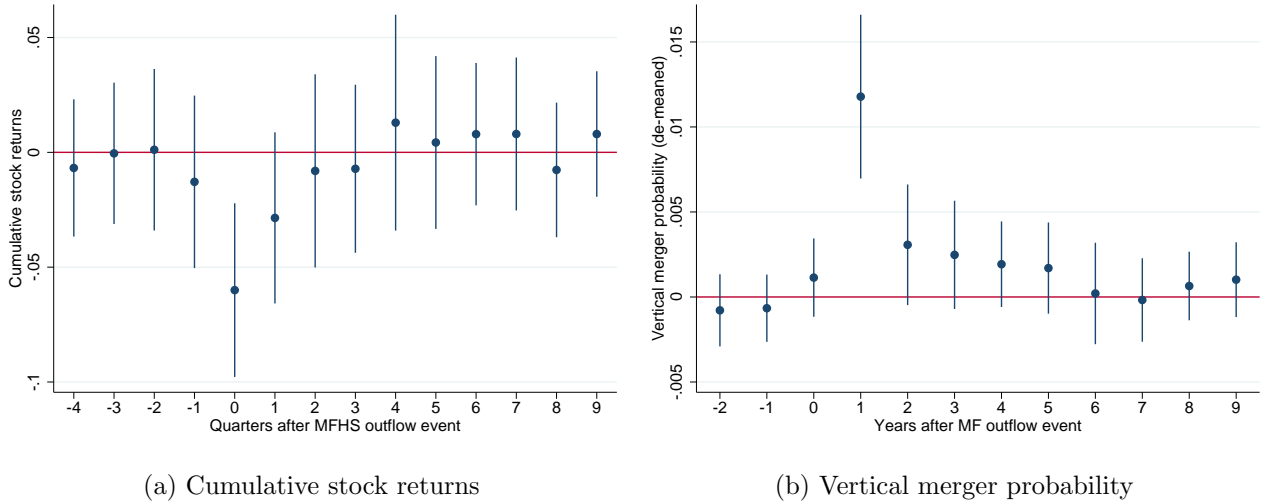 Cumulative stock returns
.05
0
-.05
-.1
-4 -3 -2 -1 0 1 2 3 4 5 6 7 8 9
Quarters after MFHS outflow event
(a) Cumulative stock returns
Vertical merger probability (de-meaned)
.015
.01
.005
0
-.005
-2 -1 0 1 2 3 4 5 6 7 8 9
Years after MF outflow event
(b) Vertical merger probability